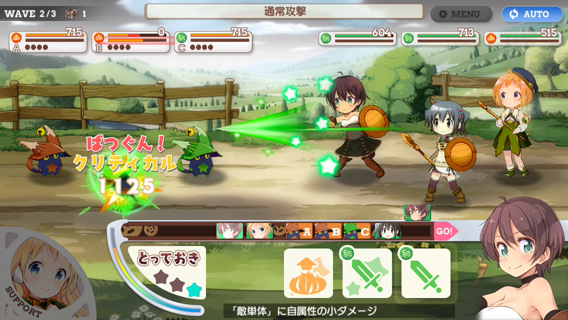 WAVE 2/3 1
通常攻撃
MENU
AUTO
715 0 715
A B C
604 713 515
ばつぐん!
クリティカル
1125
A B C GO!
とっておき
SUPPORT
「敵単体」に自属性の小ダメージ